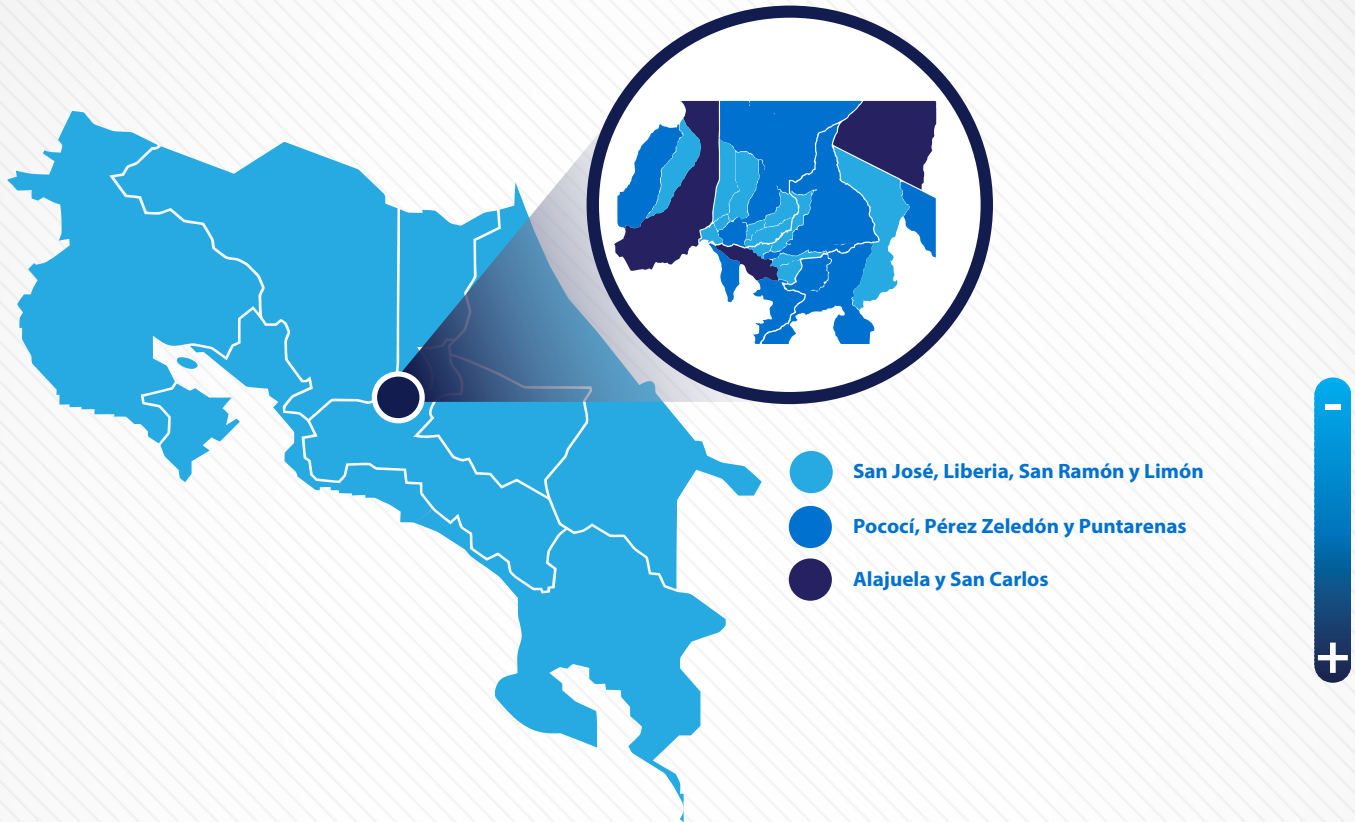 San José, Liberia, San Ramón y Limón
Pococí, Pérez Zeledón y Puntarenas
Alajuela y San Carlos
-
+